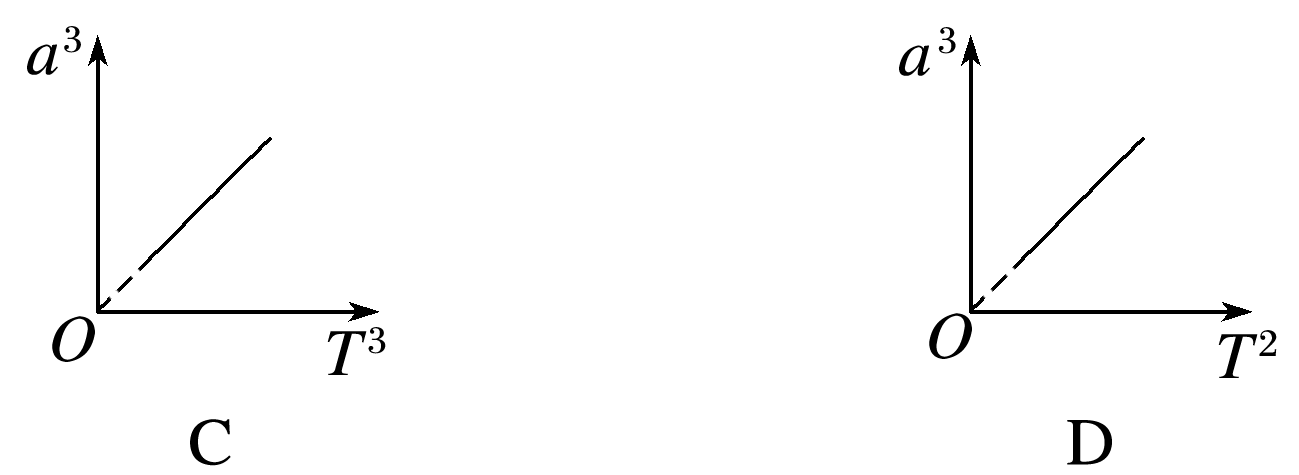 a³ a³
O T³ O T²
C D